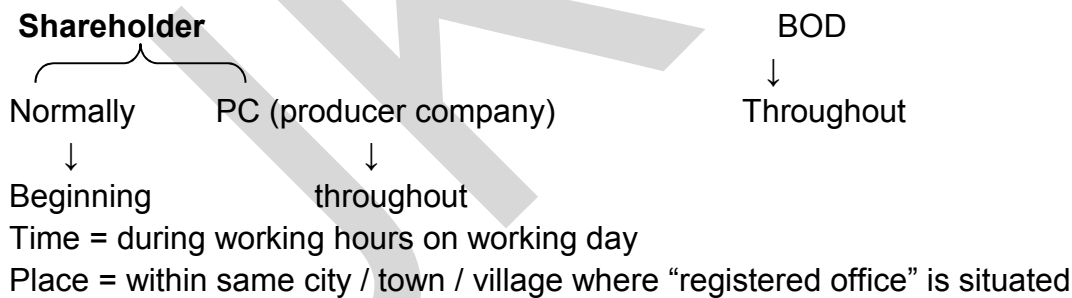 Shareholder BOD
↓
Normally PC (producer company) Throughout
↓ ↓
Beginning throughout
Time = during working hours on working day
Place = within same city / town / village where “registered office” is situated